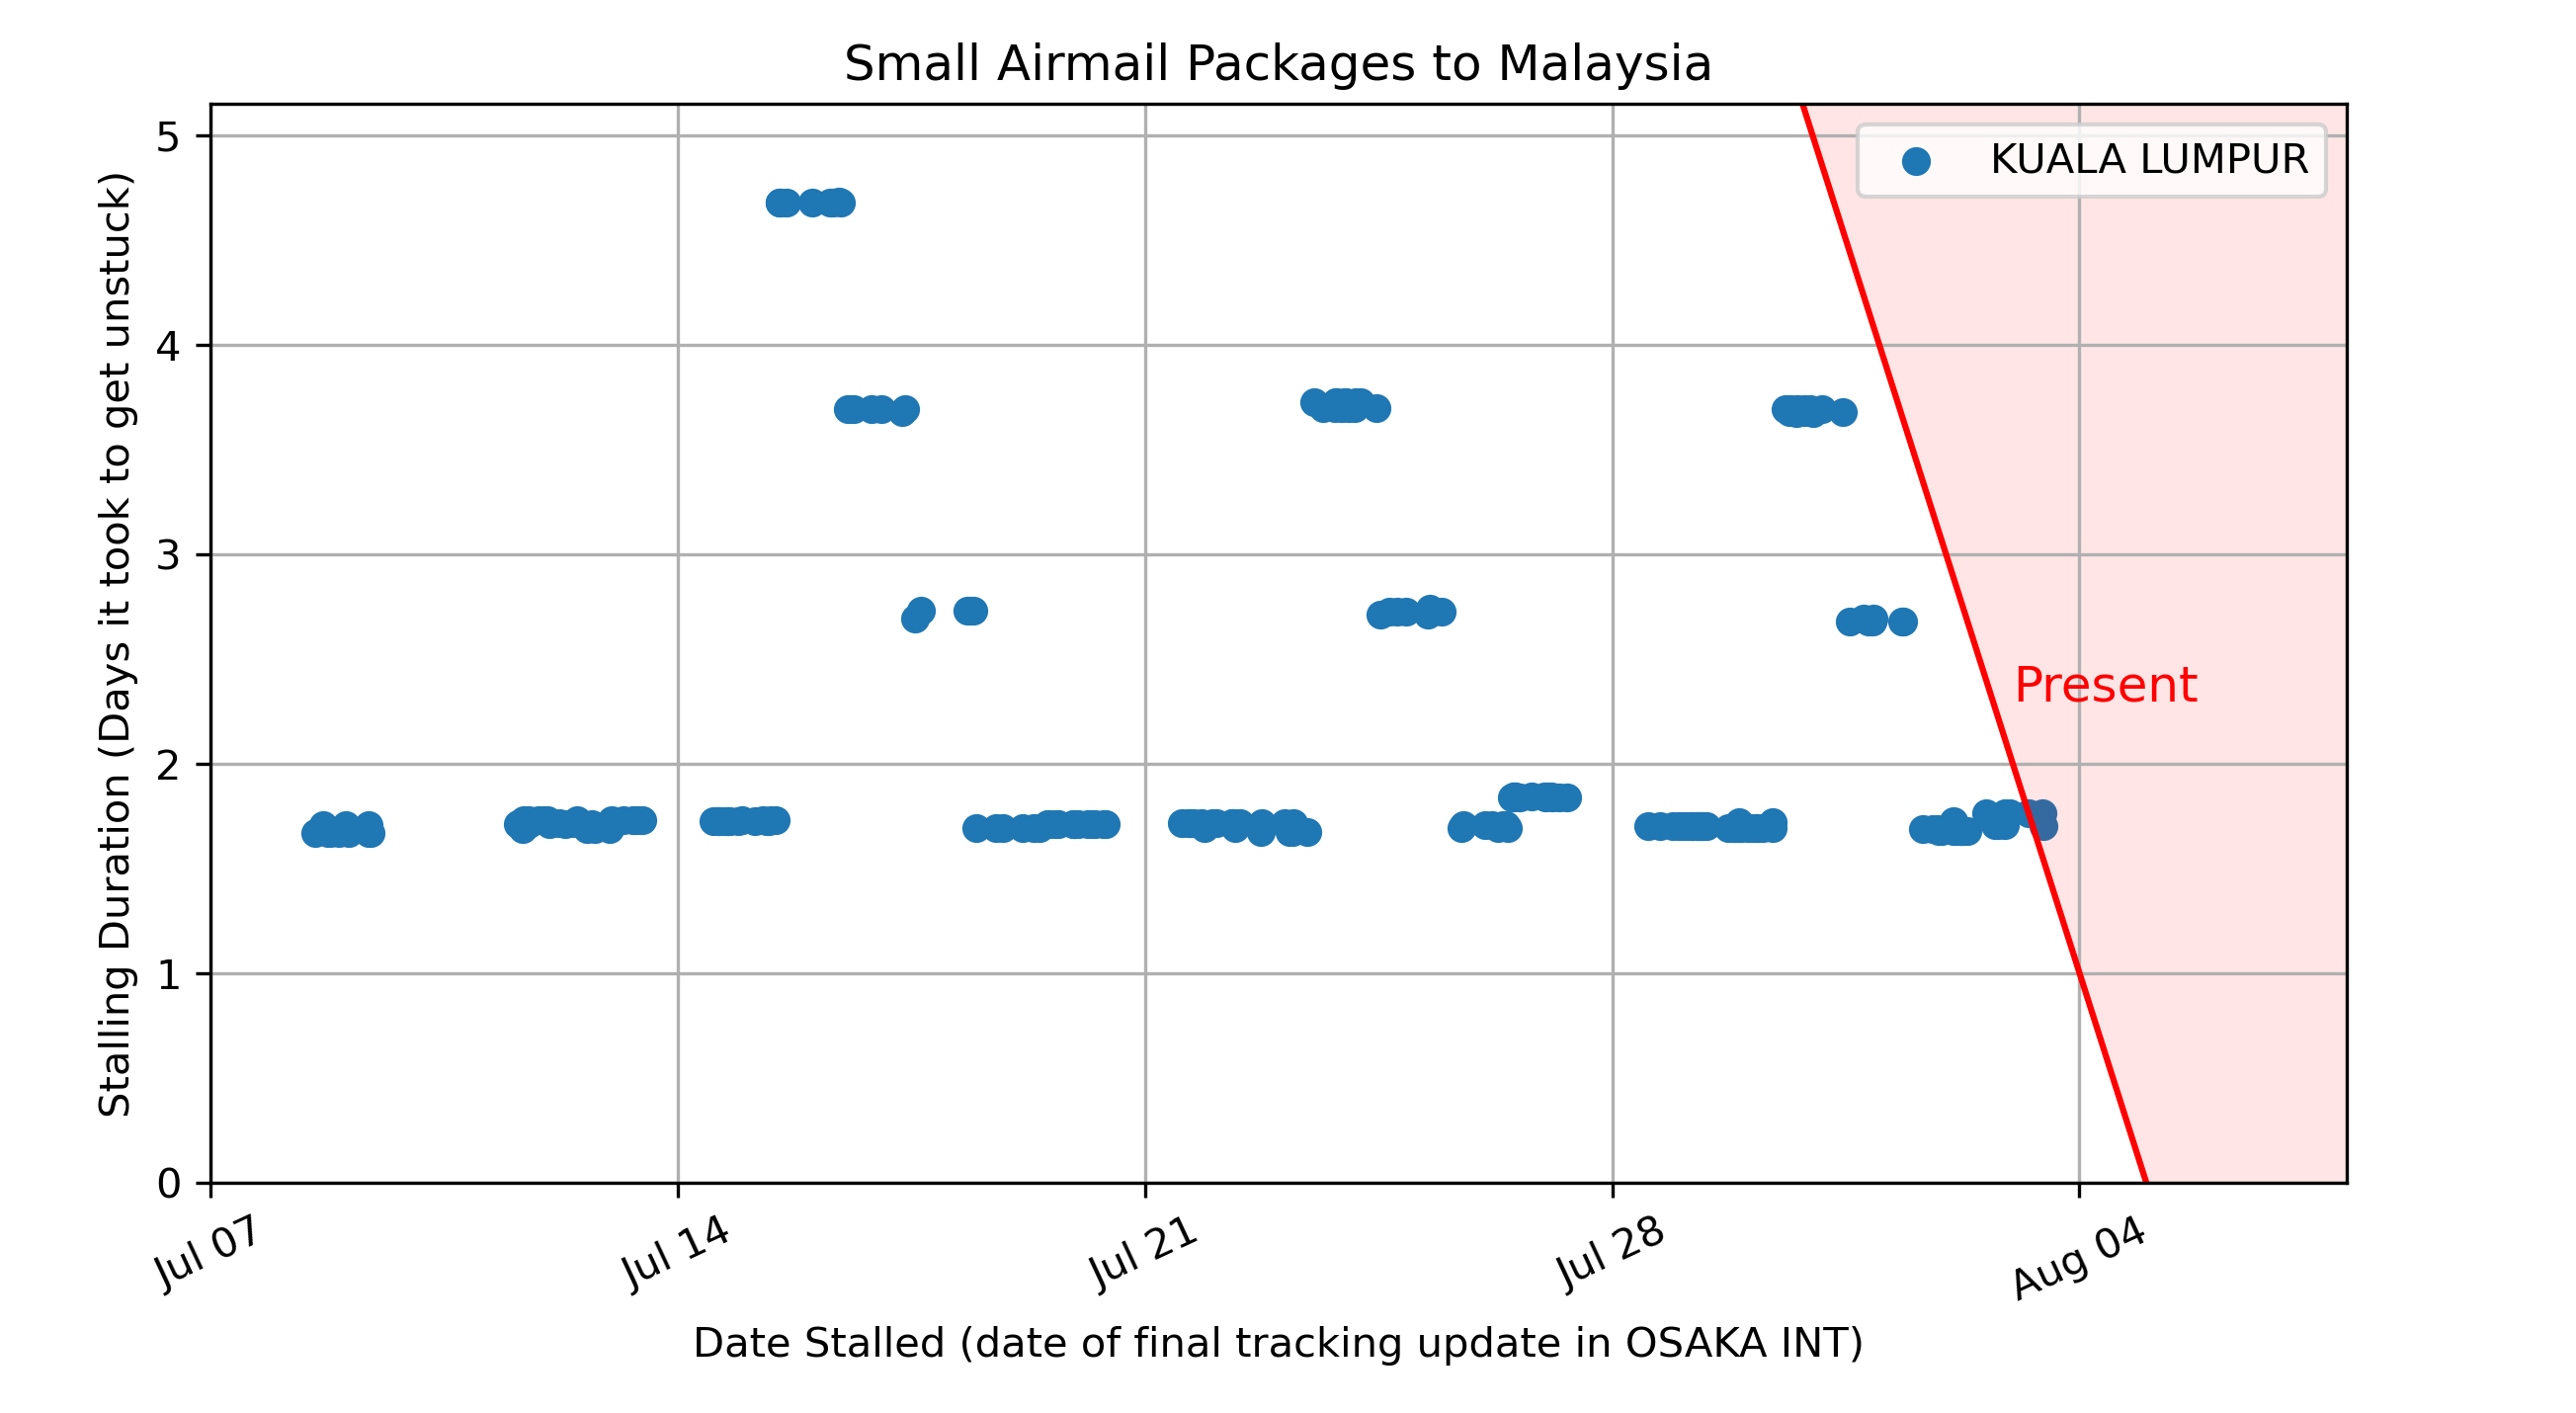 Small Airmail Packages to Malaysia
KUALA LUMPUR
Stalling Duration (Days it took to get unstuck)
5
4
3
2
1
0
Present
Jul 07
Jul 14
Jul 21
Jul 28
Aug 04
Date Stalled (date of final tracking update in OSAKA INT)